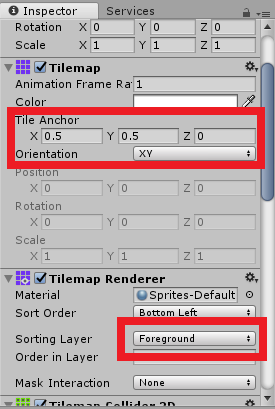 Inspector Services
Rotation X 0 Y 0 Z 0
Scale X 1 Y 1 Z 1
Tilemap
Animation Frame Rat 1
Color
Tile Anchor
X 0.5 Y 0.5 Z 0
Orientation XY
Position
X 0 Y 0 Z 0
Rotation
X 0 Y 0 Z 0
Scale
X 1 Y 1 Z 1
Tilemap Renderer
Material Sprites-Default
Sort Order Bottom Left
Sorting Layer Foreground
Order in Layer
Mask Interaction None
Tilemap Collider 2D